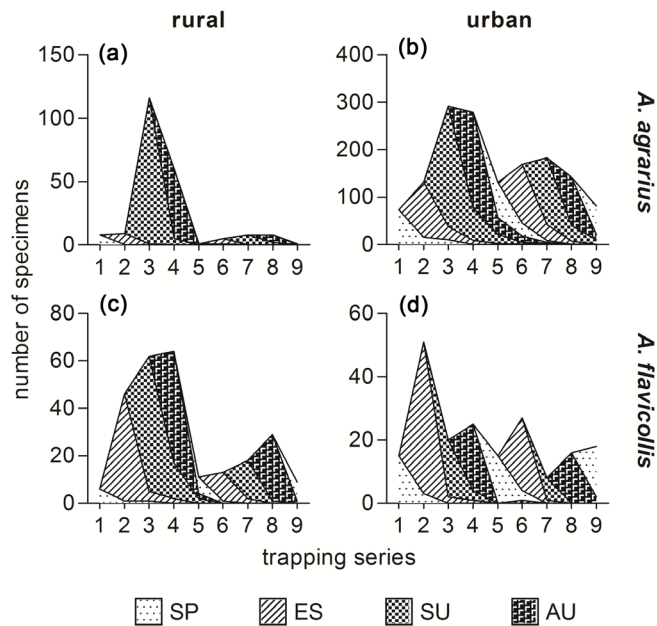 rural urban
(a) (b)
150 400
100 300
50 200
0 100
0
1 2 3 4 5 6 7 8 9 1 2 3 4 5 6 7 8 9
A. agrarius
number of specimens
(c) (d)
80 60
60 40
40 20
20 0
0
1 2 3 4 5 6 7 8 9 1 2 3 4 5 6 7 8 9
A. flavicollis
trapping series
SP ES SU AU